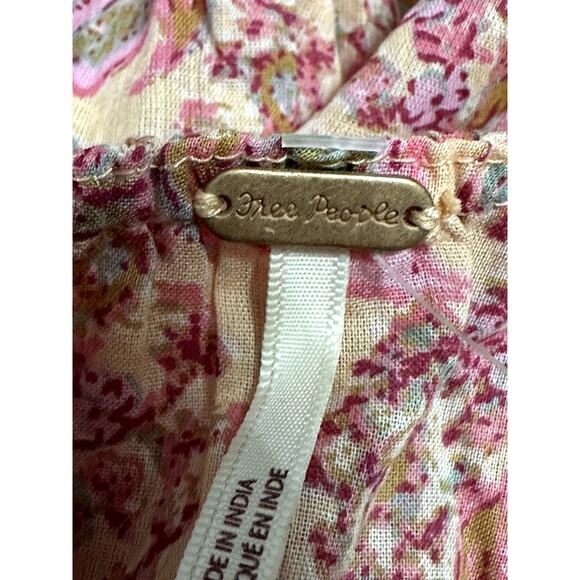 Free People
DE IN INDIA
QUÉ EN INDE